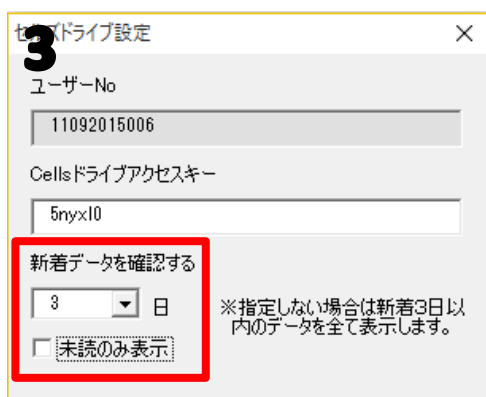 セルズドライブ設定
3
ユーザーNo
11092015006
Cellsドライブアクセスキー
新着データを確認する
3 日
※指定しない場合は新着3日以
内のデータを全て表示します。
未読のみ表示